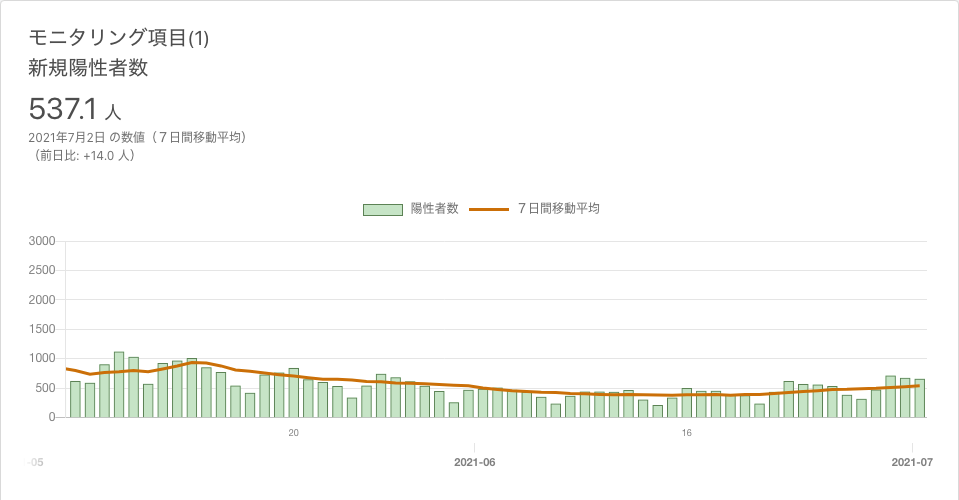 モニタリング項目(1)
新規陽性者数
537.1 人
2021年7月2日 の数値（７日間移動平均）
（前日比: +14.0 人）
陽性者数 ７日間移動平均
3000
2500
2000
1500
1000
500
0
20 16
-05 2021-06 2021-07